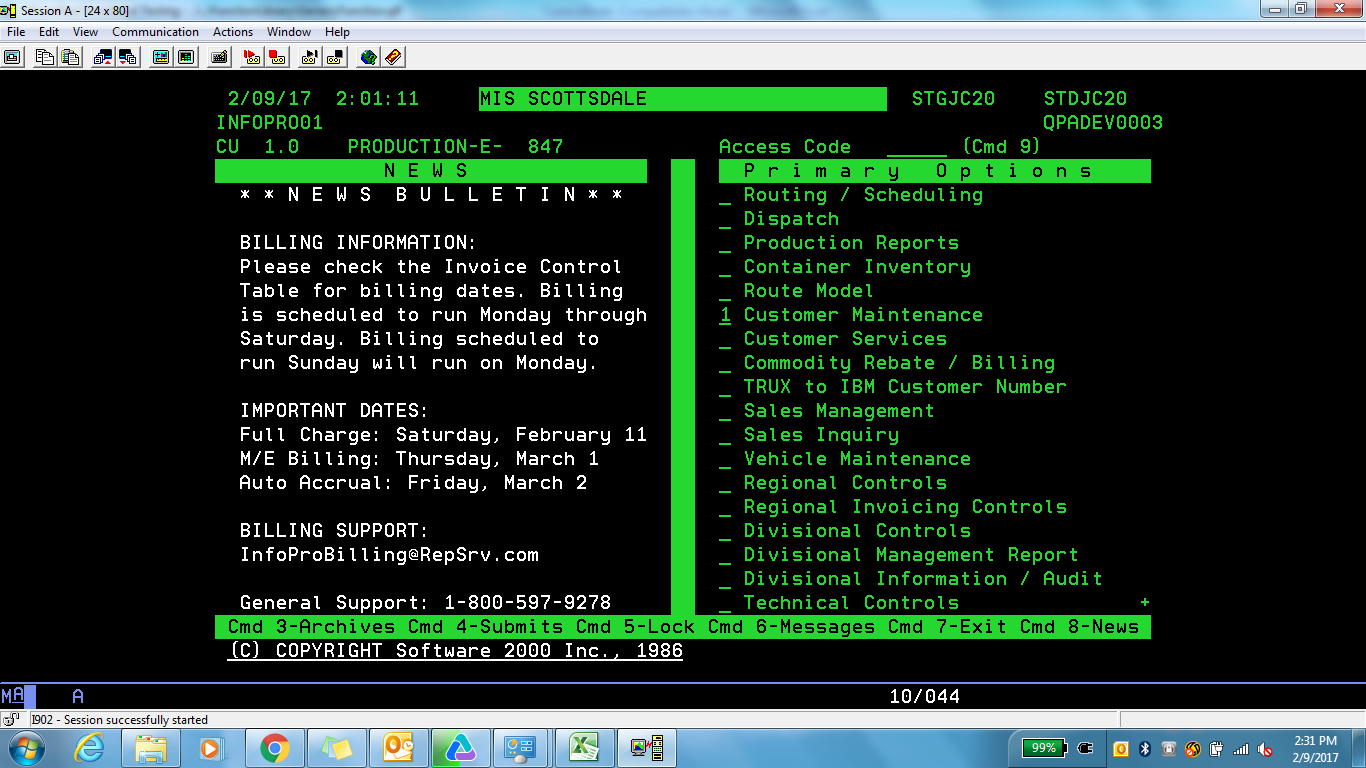 Session A - [24 x 80]
File Edit View Communication Actions Window Help
2/09/17 2:01:11 MIS SCOTTSDALE STGJC20 STDJC20
INFOPRO01 QPADEV0003
CU 1.0 PRODUCTION-E- 847 Access Code ______ (Cmd 9)
N E W S
* * N E W S B U L L E T I N * *
BILLING INFORMATION:
Please check the Invoice Control
Table for billing dates. Billing
is scheduled to run Monday through
Saturday. Billing scheduled to
run Sunday will run on Monday.
IMPORTANT DATES:
Full Charge: Saturday, February 11
M/E Billing: Thursday, March 1
Auto Accrual: Friday, March 2
BILLING SUPPORT:
InfoProBilling@RepSrv.com
General Support: 1-800-597-9278
P r i m a r y O p t i o n s
_ Routing / Scheduling
_ Dispatch
_ Production Reports
_ Container Inventory
_ Route Model
1 Customer Maintenance
_ Customer Services
_ Commodity Rebate / Billing
_ TRUX to IBM Customer Number
_ Sales Management
_ Sales Inquiry
_ Vehicle Maintenance
_ Regional Controls
_ Regional Invoicing Controls
_ Divisional Controls
_ Divisional Management Report
_ Divisional Information / Audit
_ Technical Controls +
Cmd 3-Archives Cmd 4-Submits Cmd 5-Lock Cmd 6-Messages Cmd 7-Exit Cmd 8-News
(C) COPYRIGHT Software 2000 Inc., 1986
MA A 10/044
I902 - Session successfully started
99%
2:31 PM
2/9/2017